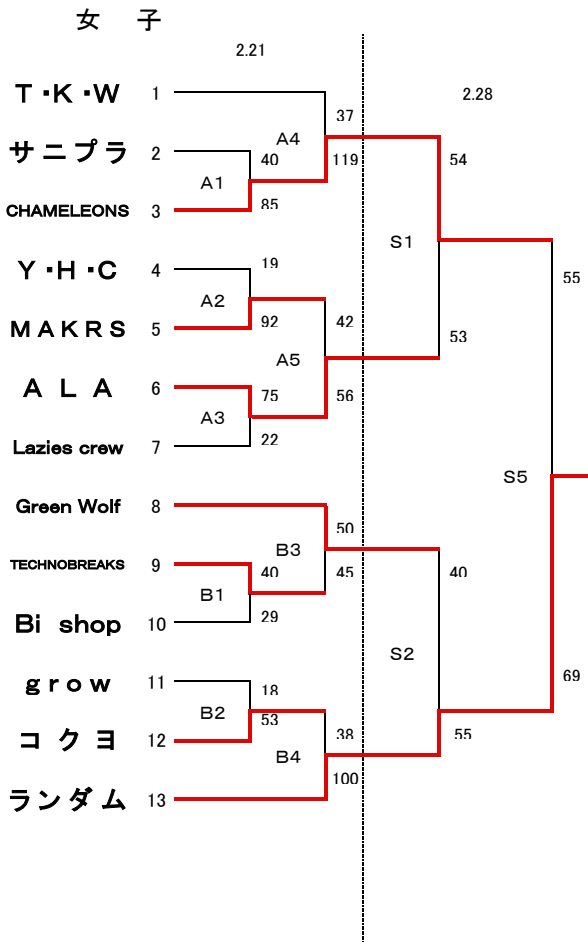 女 子
2.21
2.28
T・K・W 1
37
A4
サニプラ 2
40
119
54
A1
CHAMELEONS 3
85
S1
Y・H・C 4
19
55
A2
MAKRS 5
92
42
53
A5
ALA 6
75
56
A3
Lazies crew 7
22
S5
Green Wolf 8
50
B3
TECHNOBREAKS 9
40
45
40
B1
Bi shop 10
29
S2
grow 11
18
69
B2
コクヨ 12
53
38
55
B4
ランダム 13
100